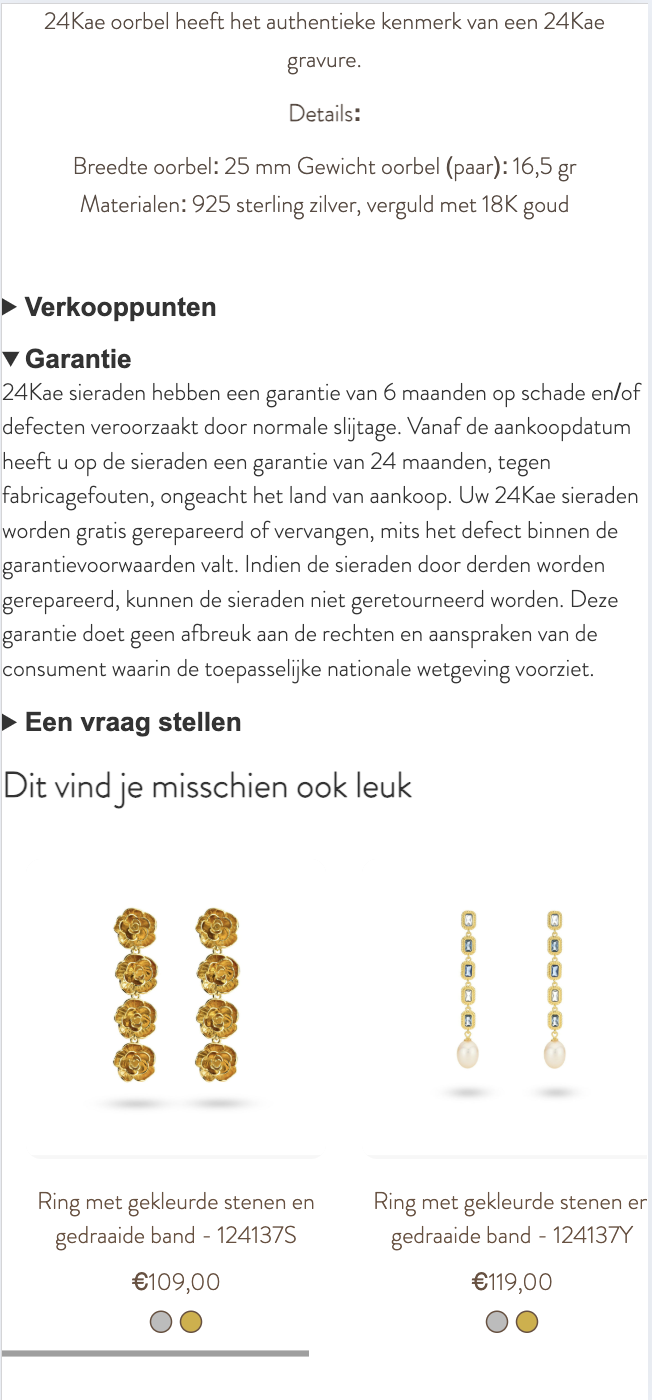 24Kae oorbel heeft het authentieke kenmerk van een 24Kae
gravure.
Details:
Breedte oorbel: 25 mm Gewicht oorbel (paar): 16,5 gr
Materialen: 925 sterling zilver, verguld met 18K goud
Verkooppunten
Garantie
24Kae sieraden hebben een garantie van 6 maanden op schade en/of
defecten veroorzaakt door normale slijtage. Vanaf de aankoopdatum
heeft u op de sieraden een garantie van 24 maanden, tegen
fabricagefouten, ongeacht het land van aankoop. Uw 24Kae sieraden
worden gratis gerepareerd of vervangen, mits het defect binnen de
garantievoorwaarden valt. Indien de sieraden door derden worden
gerepareerd, kunnen de sieraden niet geretourneerd worden. Deze
garantie doet geen afbreuk aan de rechten en aanspraken van de
consument waarin de toepasselijke nationale wetgeving voorziet.
Een vraag stellen
Dit vind je misschien ook leuk
Ring met gekleurde stenen en
gedraaide band - 124137S
€109,00
Ring met gekleurde stenen en
gedraaide band - 124137Y
€119,00